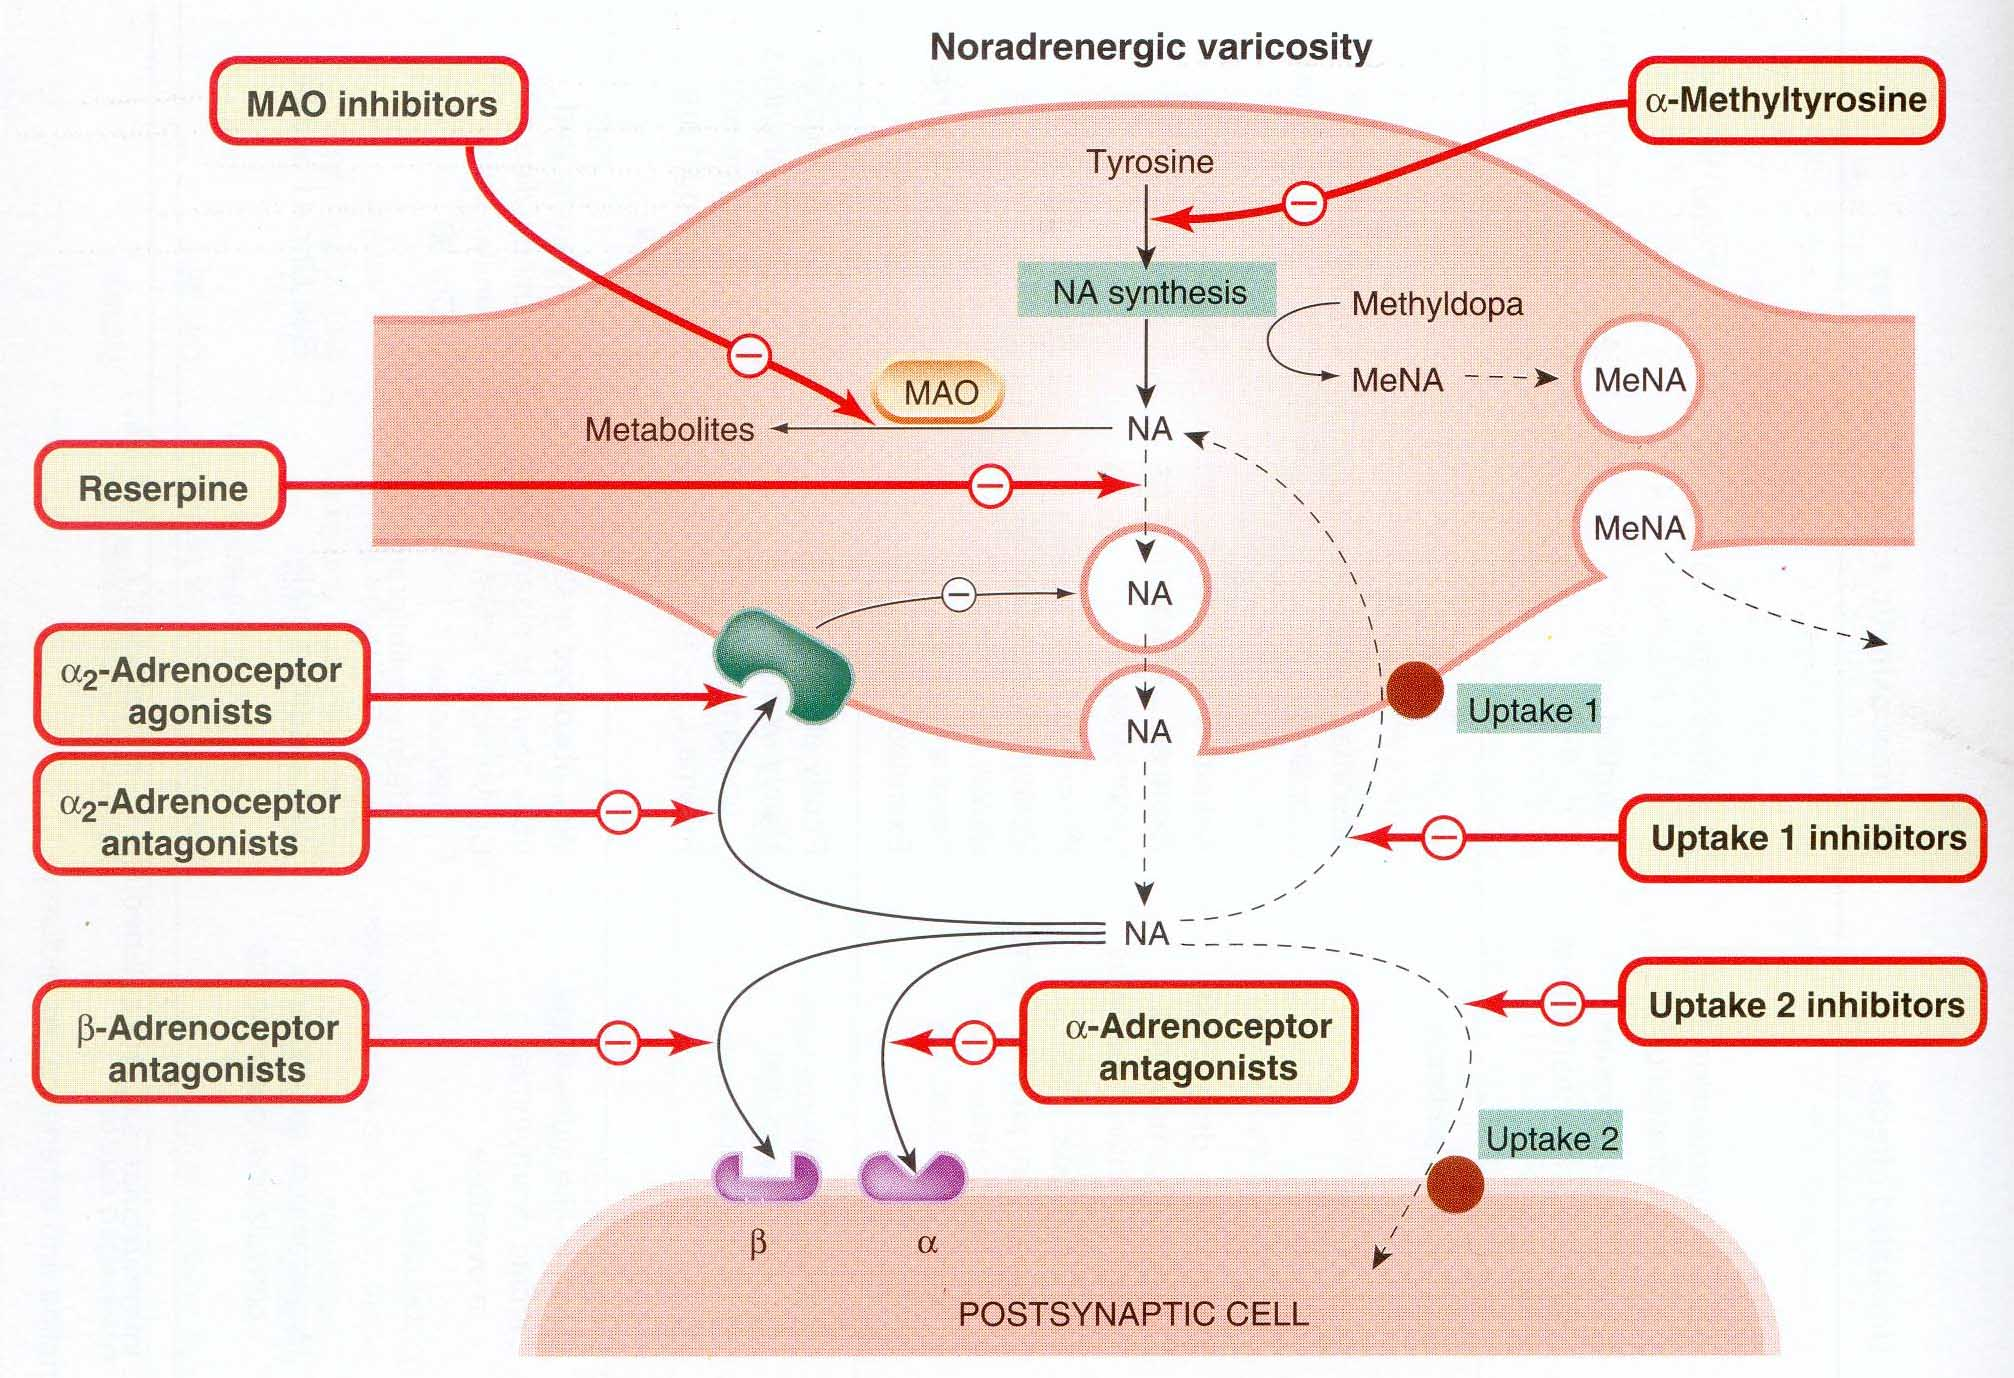 Noradrenergic varicosity
MAO inhibitors
α-Methyltyrosine
Tyrosine
NA synthesis
Methyldopa
MeNA
MeNA
MAO
Metabolites
NA
Reserpine
MeNA
NA
α2-Adrenoceptor
agonists
Uptake 1
NA
α2-Adrenoceptor
antagonists
Uptake 1 inhibitors
NA
β-Adrenoceptor
antagonists
α-Adrenoceptor
antagonists
Uptake 2 inhibitors
Uptake 2
β
α
POSTSYNAPTIC CELL